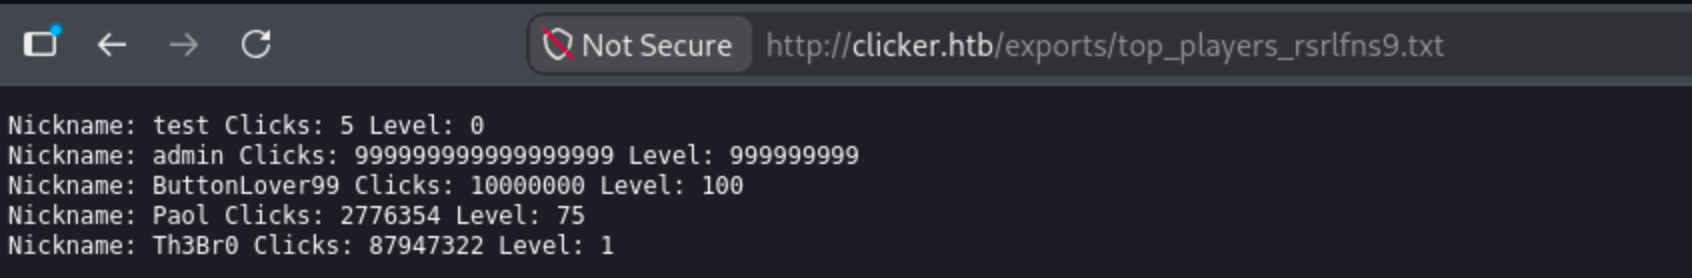 Not Secure http://clicker.htb/exports/top_players_rsrlfns9.txt
Nickname: test Clicks: 5 Level: 0
Nickname: admin Clicks: 999999999999999999 Level: 999999999
Nickname: ButtonLover99 Clicks: 10000000 Level: 100
Nickname: Paol Clicks: 2776354 Level: 75
Nickname: Th3Br0 Clicks: 87947322 Level: 1